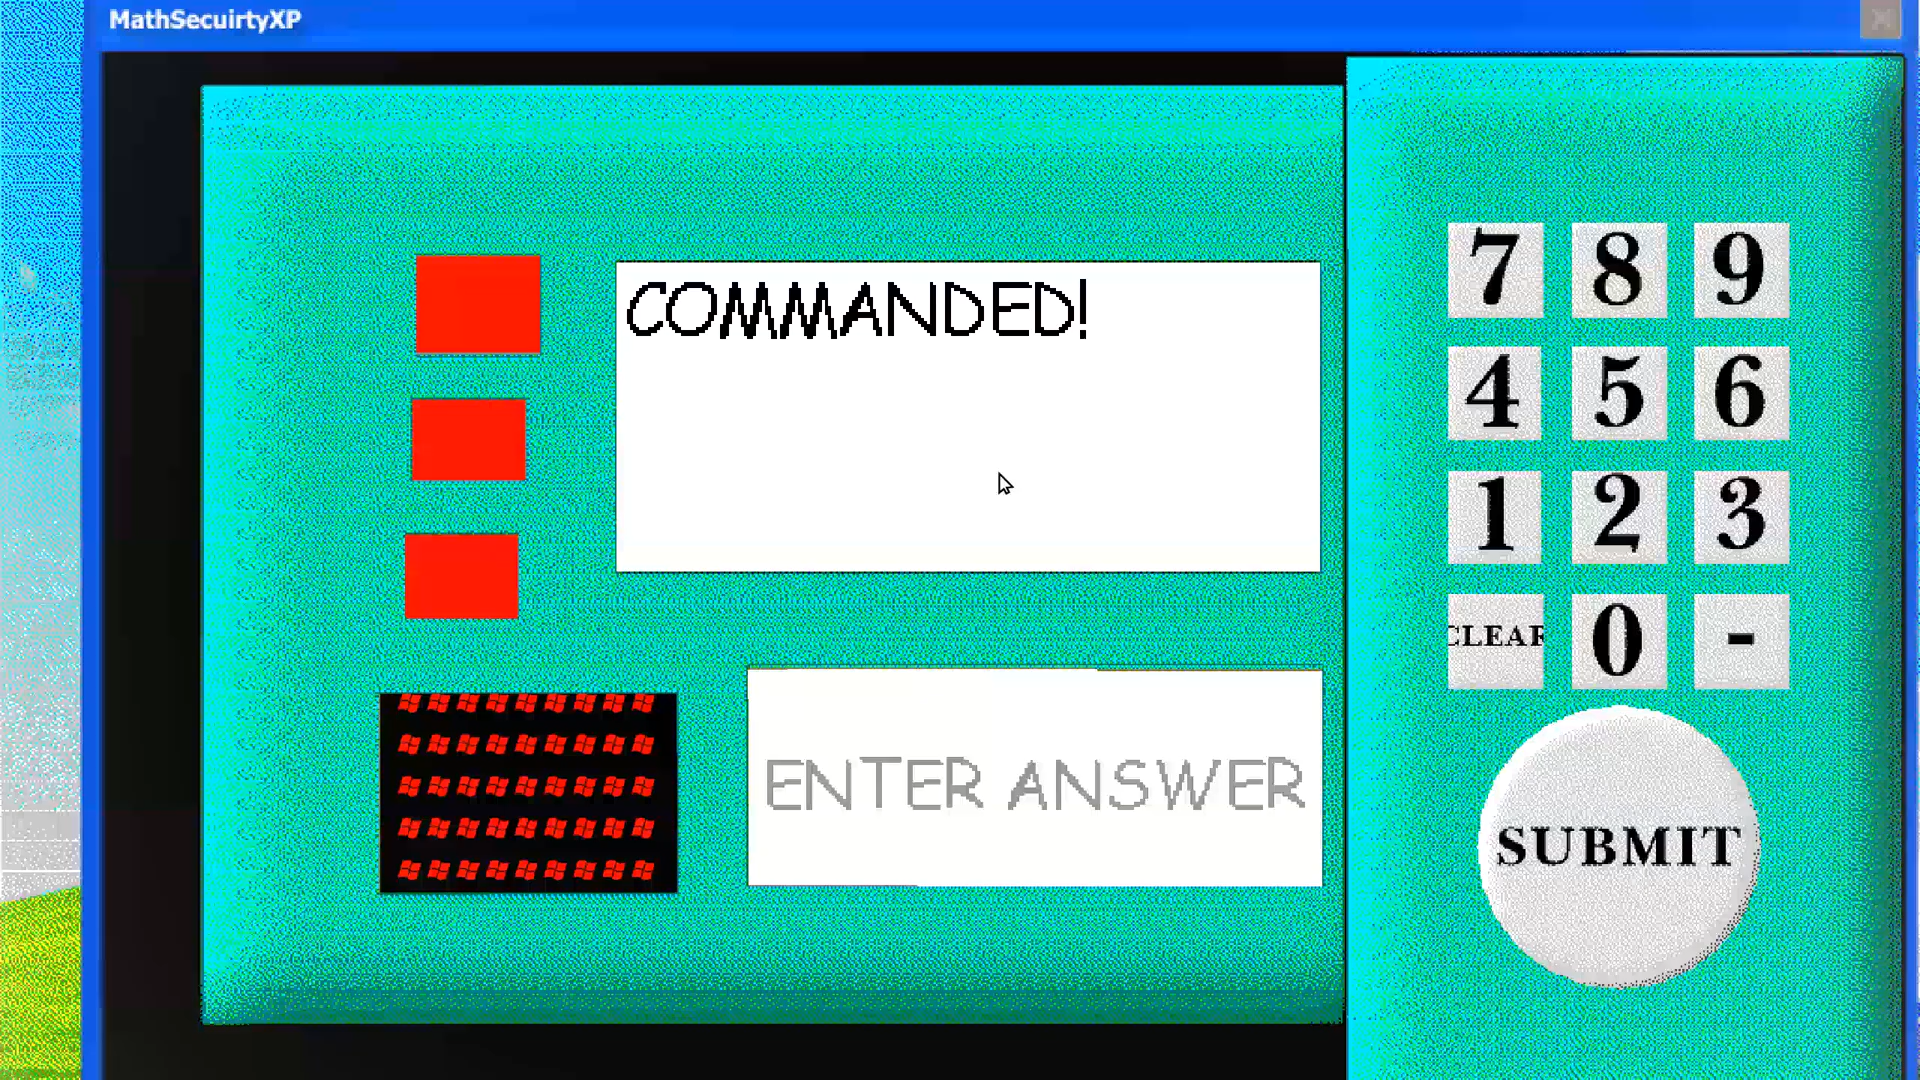 MathSecuirtyXP
COMMANDED!
7 8 9
4 5 6
1 2 3
CLEAR 0 -
ENTER ANSWER
SUBMIT